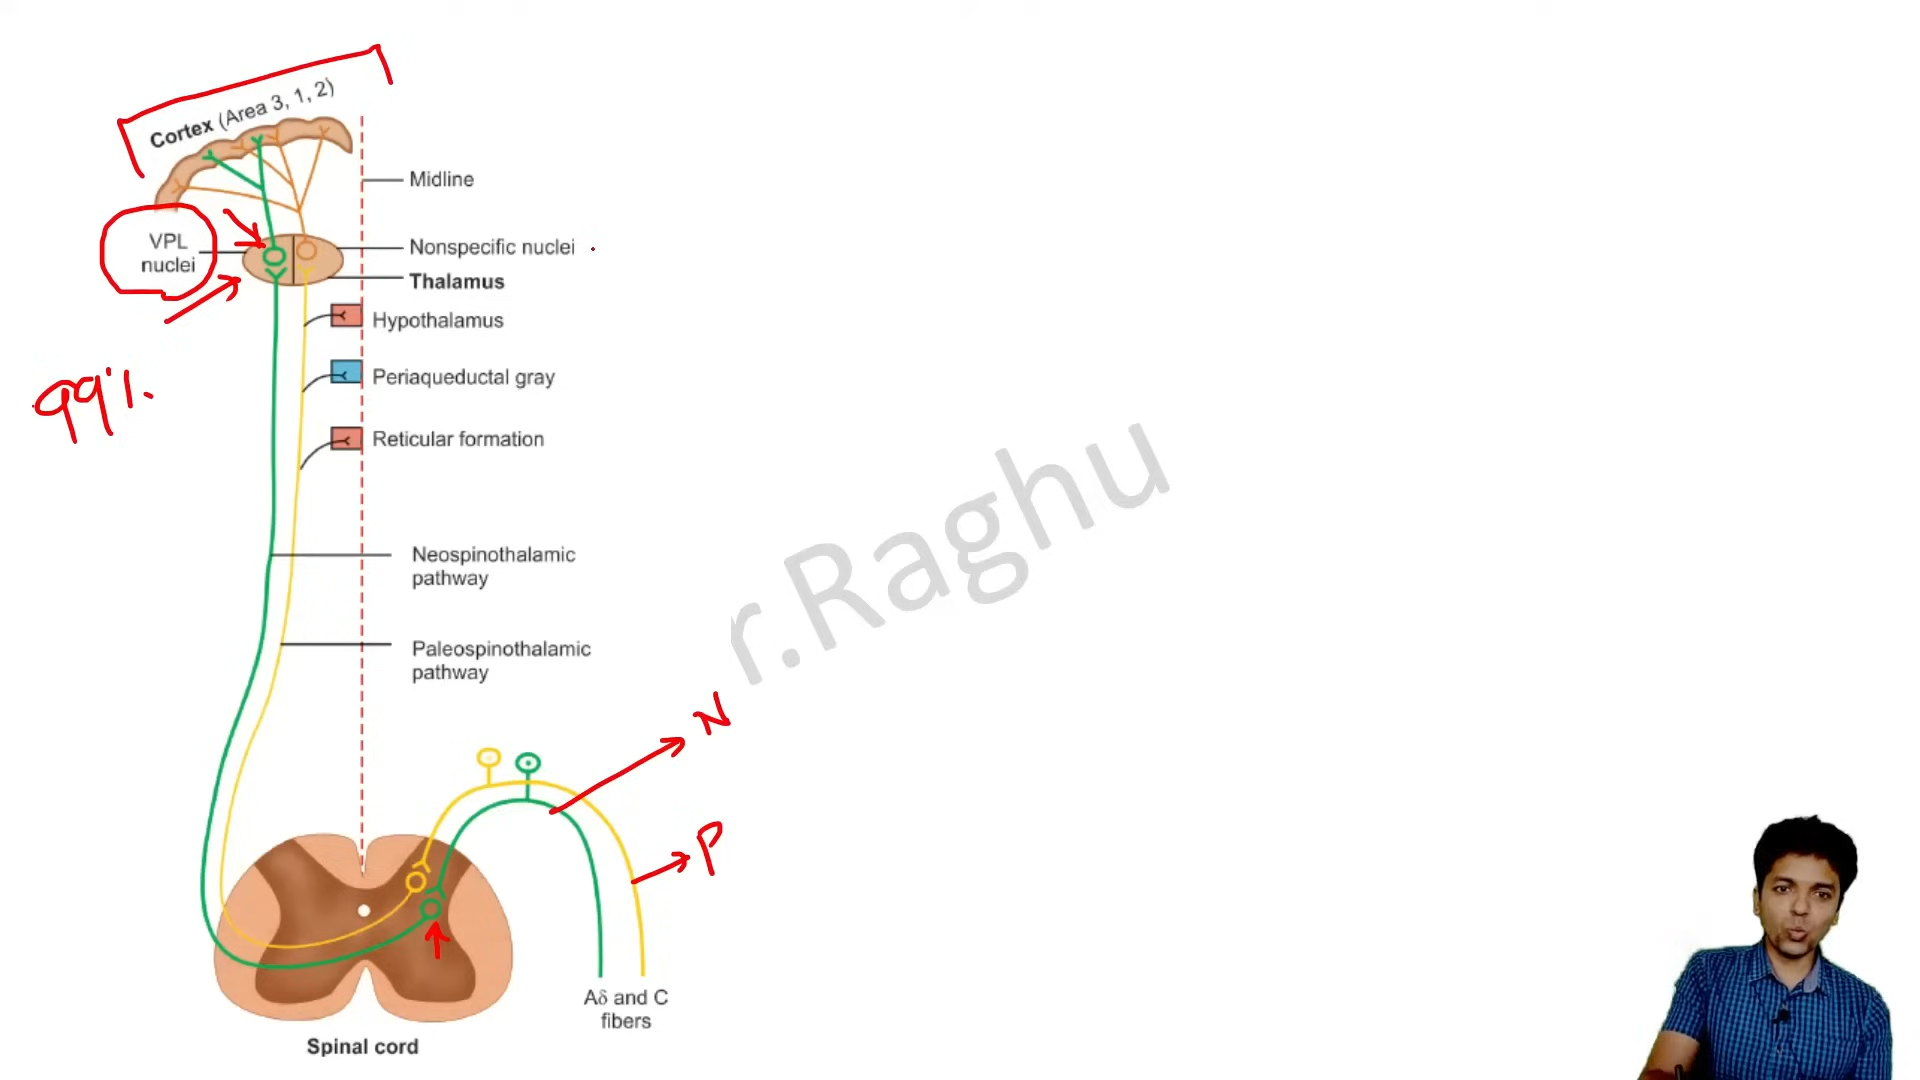 Cortex (Area 3, 1, 2)
Midline
VPL
nuclei
Nonspecific nuclei
Thalamus
Hypothalamus
99%.
Periaqueductal gray
Reticular formation
r.Raghu
Neospinothalamic
pathway
Paleospinothalamic
pathway
N
P
Aδ and C
fibers
Spinal cord